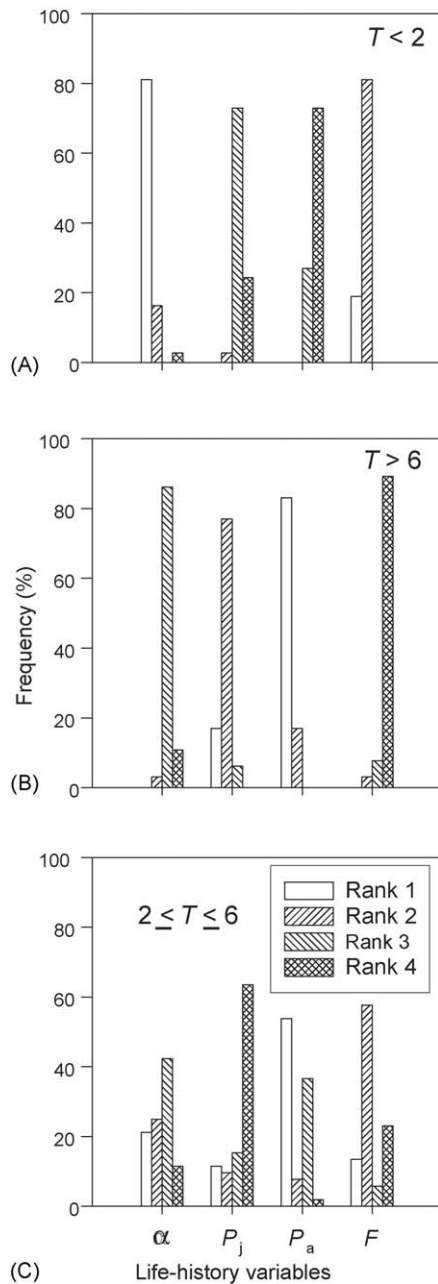 100
T < 2
80
60
40
20
0
(A)
100
T > 6
80
60
Frequency (%)
40
20
0
(B)
100
Rank 1
2 ≤ T ≤ 6
Rank 2
80
Rank 3
Rank 4
60
40
20
0
α Pj Pa F
(C) Life-history variables